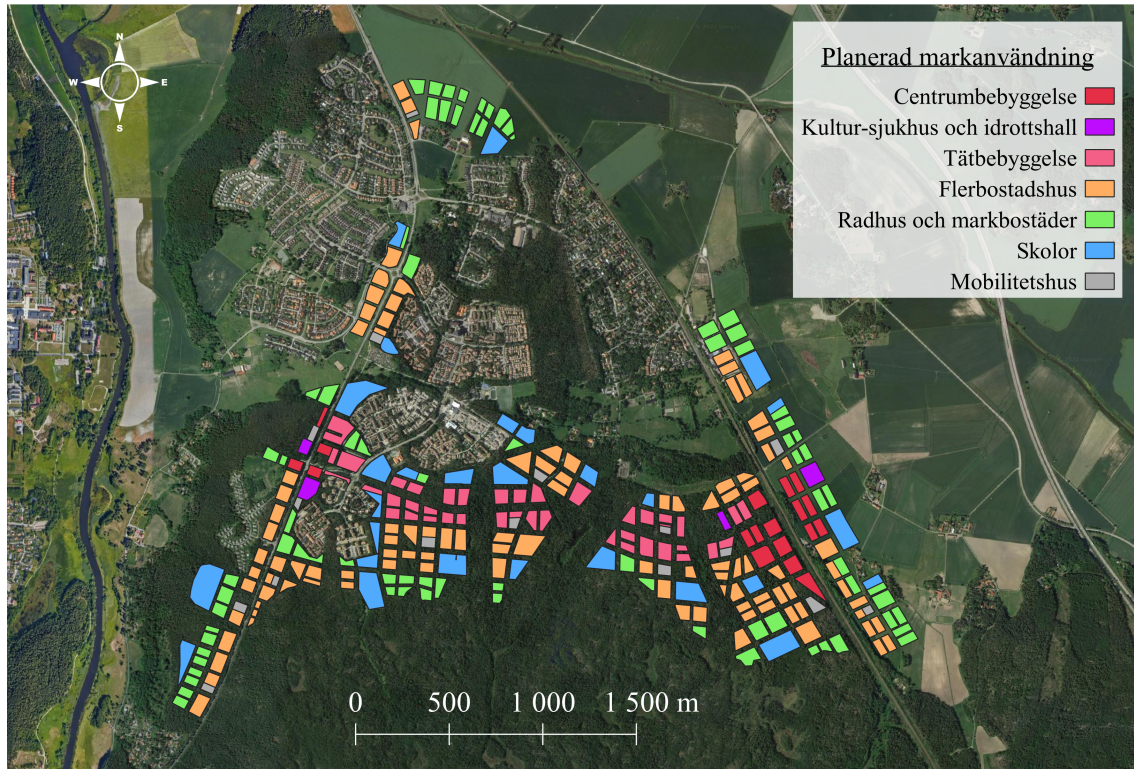 N
W E
S
Planerad markanvändning
Centrumbebyggelse
Kultur-sjukhus och idrottshall
Tätbebyggelse
Flerbostadshus
Radhus och markbostäder
Skolor
Mobilitetshus
0 500 1 000 1 500 m